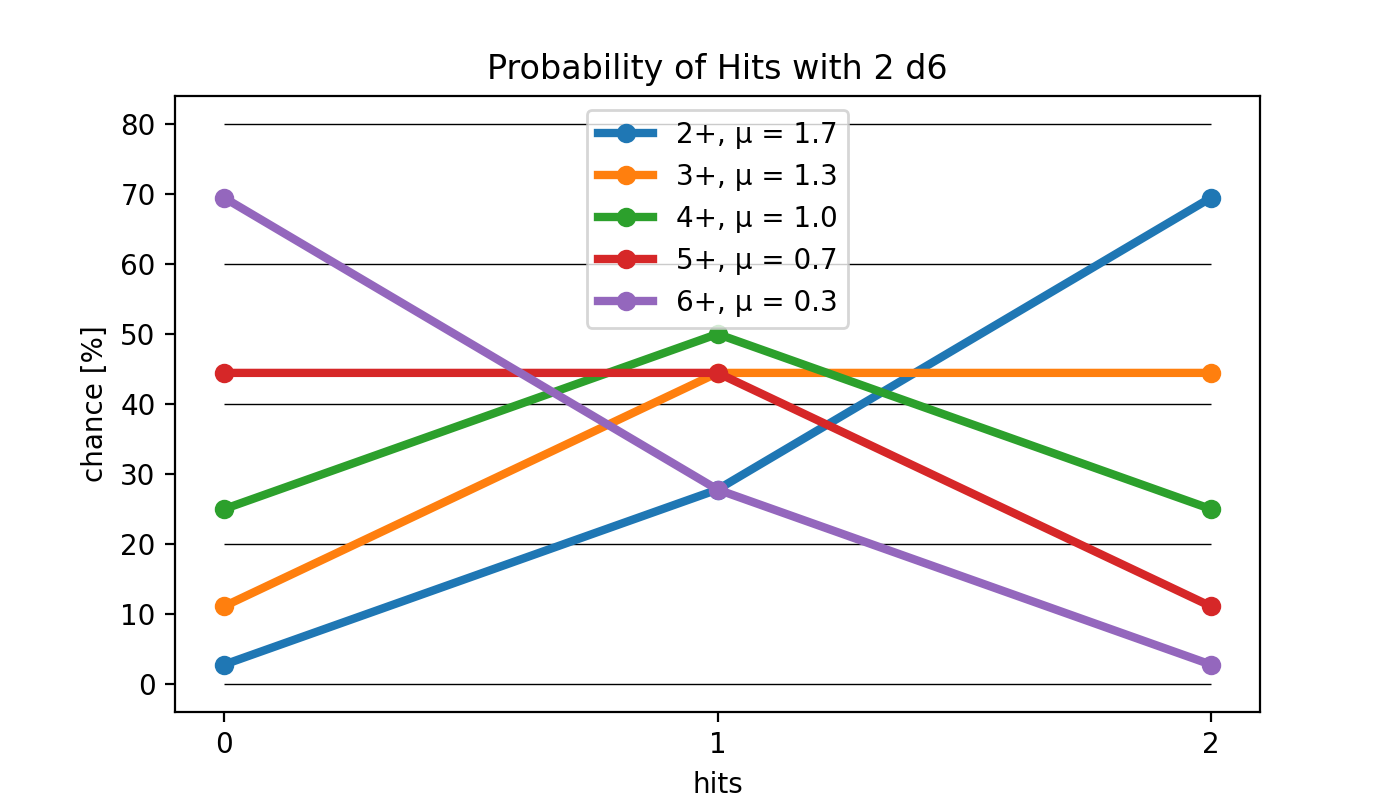 Probability of Hits with 2 d6
80
70
60
50
40
30
20
10
0
chance [%]
2+, μ = 1.7
3+, μ = 1.3
4+, μ = 1.0
5+, μ = 0.7
6+, μ = 0.3
0 1 2
hits